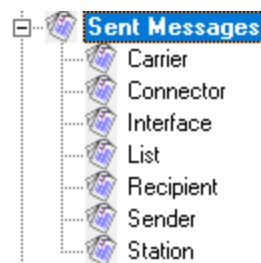 Sent Messages
Carrier
Connector
Interface
List
Recipient
Sender
Station